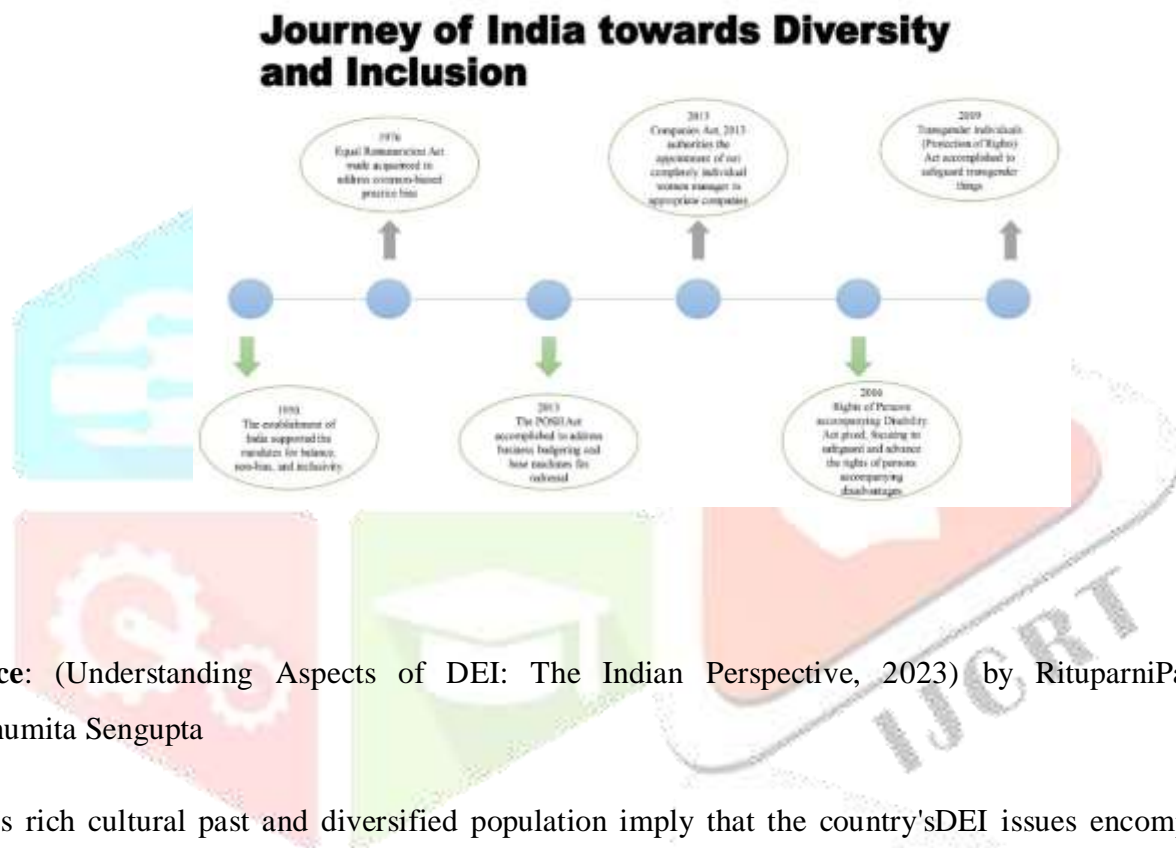 Journey of India towards Diversity
and Inclusion
1976
Equal Remuneration Act
made acquainted to
address common-biased
practice bias
2013
Companies Act, 2013
authorities the
appointment of not
completely individual
women manager in
appropriate companies
2019
Transgender Individuals
(Protection of Rights)
Act accomplished to
safeguard transgender
things
1950
The establishment of
India supported the
mandates for balance,
non-bias, and inclusivity
2013
The POSH Act
accomplished to address
business budgeting and
base machines for
redressal
2016
Rights of Persons
accompanying Disability
Act focusing to
safeguard and advance
the rights of persons
accompanying
disadvantages
ce: (Understanding Aspects of DEI: The Indian Perspective, 2023) by RituparniPa
humita Sengupta
s rich cultural past and diversified population imply that the country'sDEI issues encomp
IJCRT